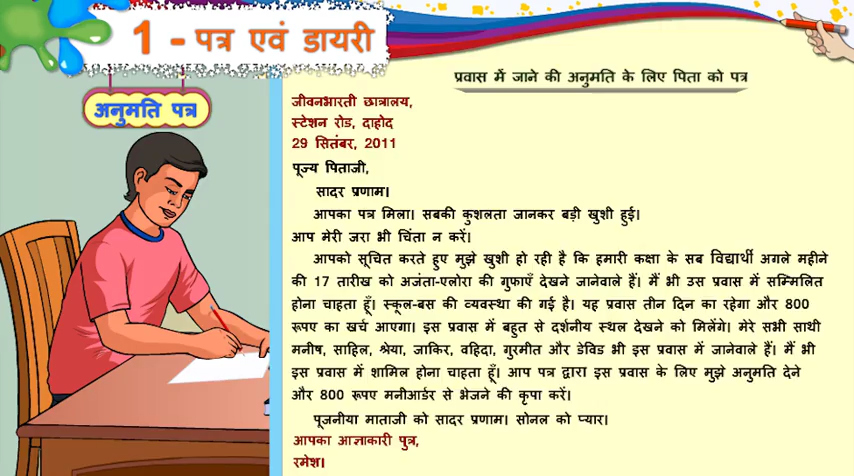 1 - पत्र एवं डायरी
प्रवास में जाने की अनुमति के लिए पिता को पत्र
अनुमति पत्र
जीवनभारती छात्रालय,
स्टेशन रोड, दाहोद
29 सितंबर, 2011
पूज्य पिताजी,
सादर प्रणाम।
आपका पत्र मिला। सबकी कुशलता जानकर बड़ी खुशी हुई।
आप मेरी जरा भी चिंता न करें।
आपको सूचित करते हुए मुझे खुशी हो रही है कि हमारी कक्षा के सब विद्यार्थी अगले महीने
की 17 तारीख को अजंता-एलोरा की गुफाएँ देखने जानेवाले हैं। मैं भी उस प्रवास में सम्मिलित
होना चाहता हूँ। स्कूल-बस की व्यवस्था की गई है। यह प्रवास तीन दिन का रहेगा और 800
रूपए का खर्च आएगा। इस प्रवास में बहुत से दर्शनीय स्थल देखने को मिलेंगे। मेरे सभी साथी
मनीष, साहिल, श्रेया, जाकिर, वहिदा, गुरमीत और डेविड भी इस प्रवास में जानेवाले हैं। मैं भी
इस प्रवास में शामिल होना चाहता हूँ। आप पत्र द्वारा इस प्रवास के लिए मुझे अनुमति देने
और 800 रूपए मनीआर्डर से भेजने की कृपा करें।
पूजनीया माताजी को सादर प्रणाम। सोनल को प्यार।
आपका आज्ञाकारी पुत्र,
रमेश।